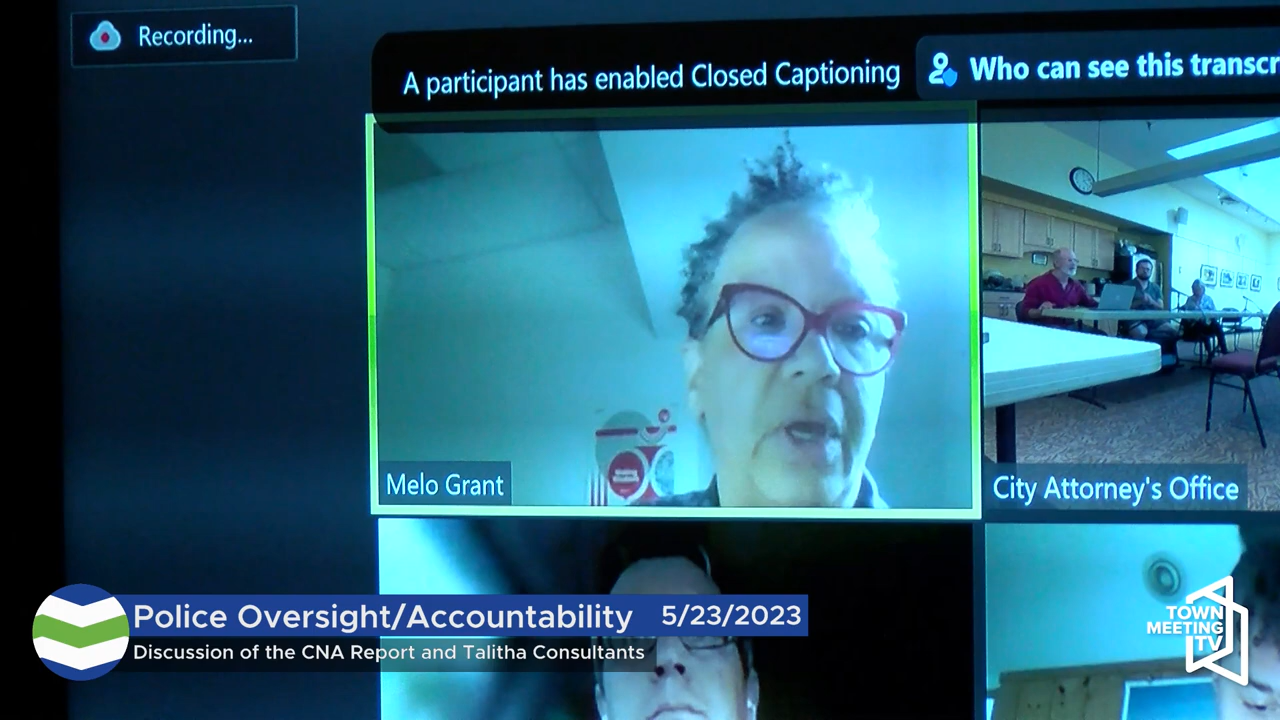 Recording...
A participant has enabled Closed Captioning
Who can see this transcr
Melo Grant
City Attorney's Office
Police Oversight/Accountability 5/23/2023
Discussion of the CNA Report and Talitha Consultants
TOWN
MEETING
TV